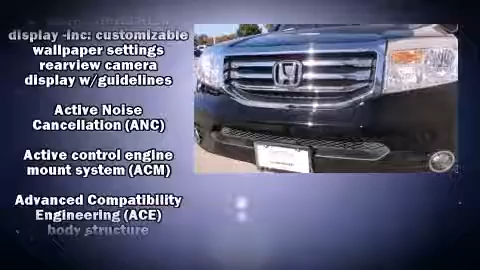 display -inc: customizable
wallpaper settings
rearview camera
display w/guidelines
Active Noise
Cancellation (ANC)
Active control engine
mount system (ACM)
Advanced Compatibility
Engineering (ACE)
body structure